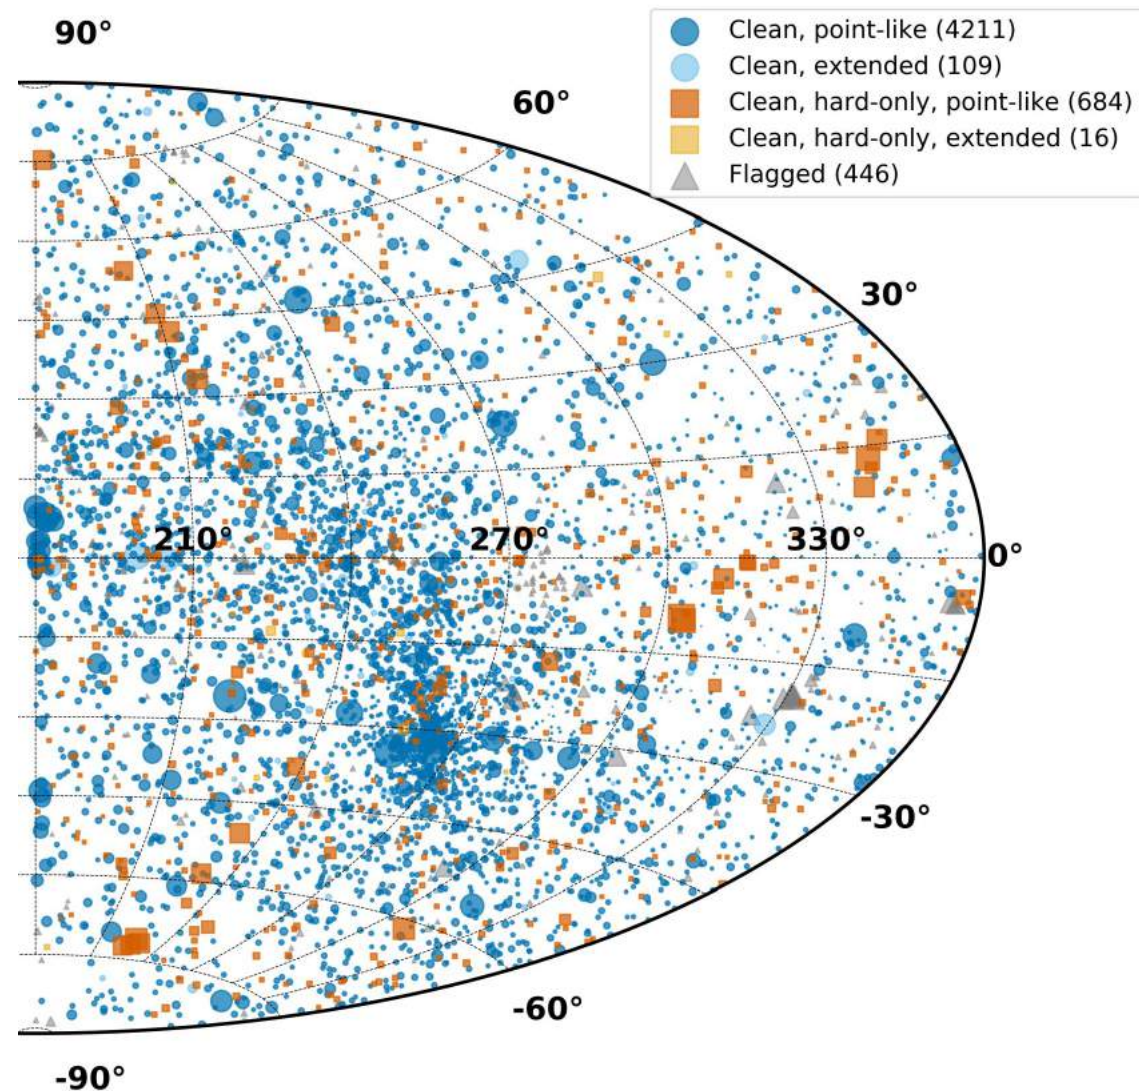 90°
Clean, point-like (4211)
Clean, extended (109)
Clean, hard-only, point-like (684)
Clean, hard-only, extended (16)
Flagged (446)
60°
30°
210°
270°
330°
0°
-30°
-60°
-90°